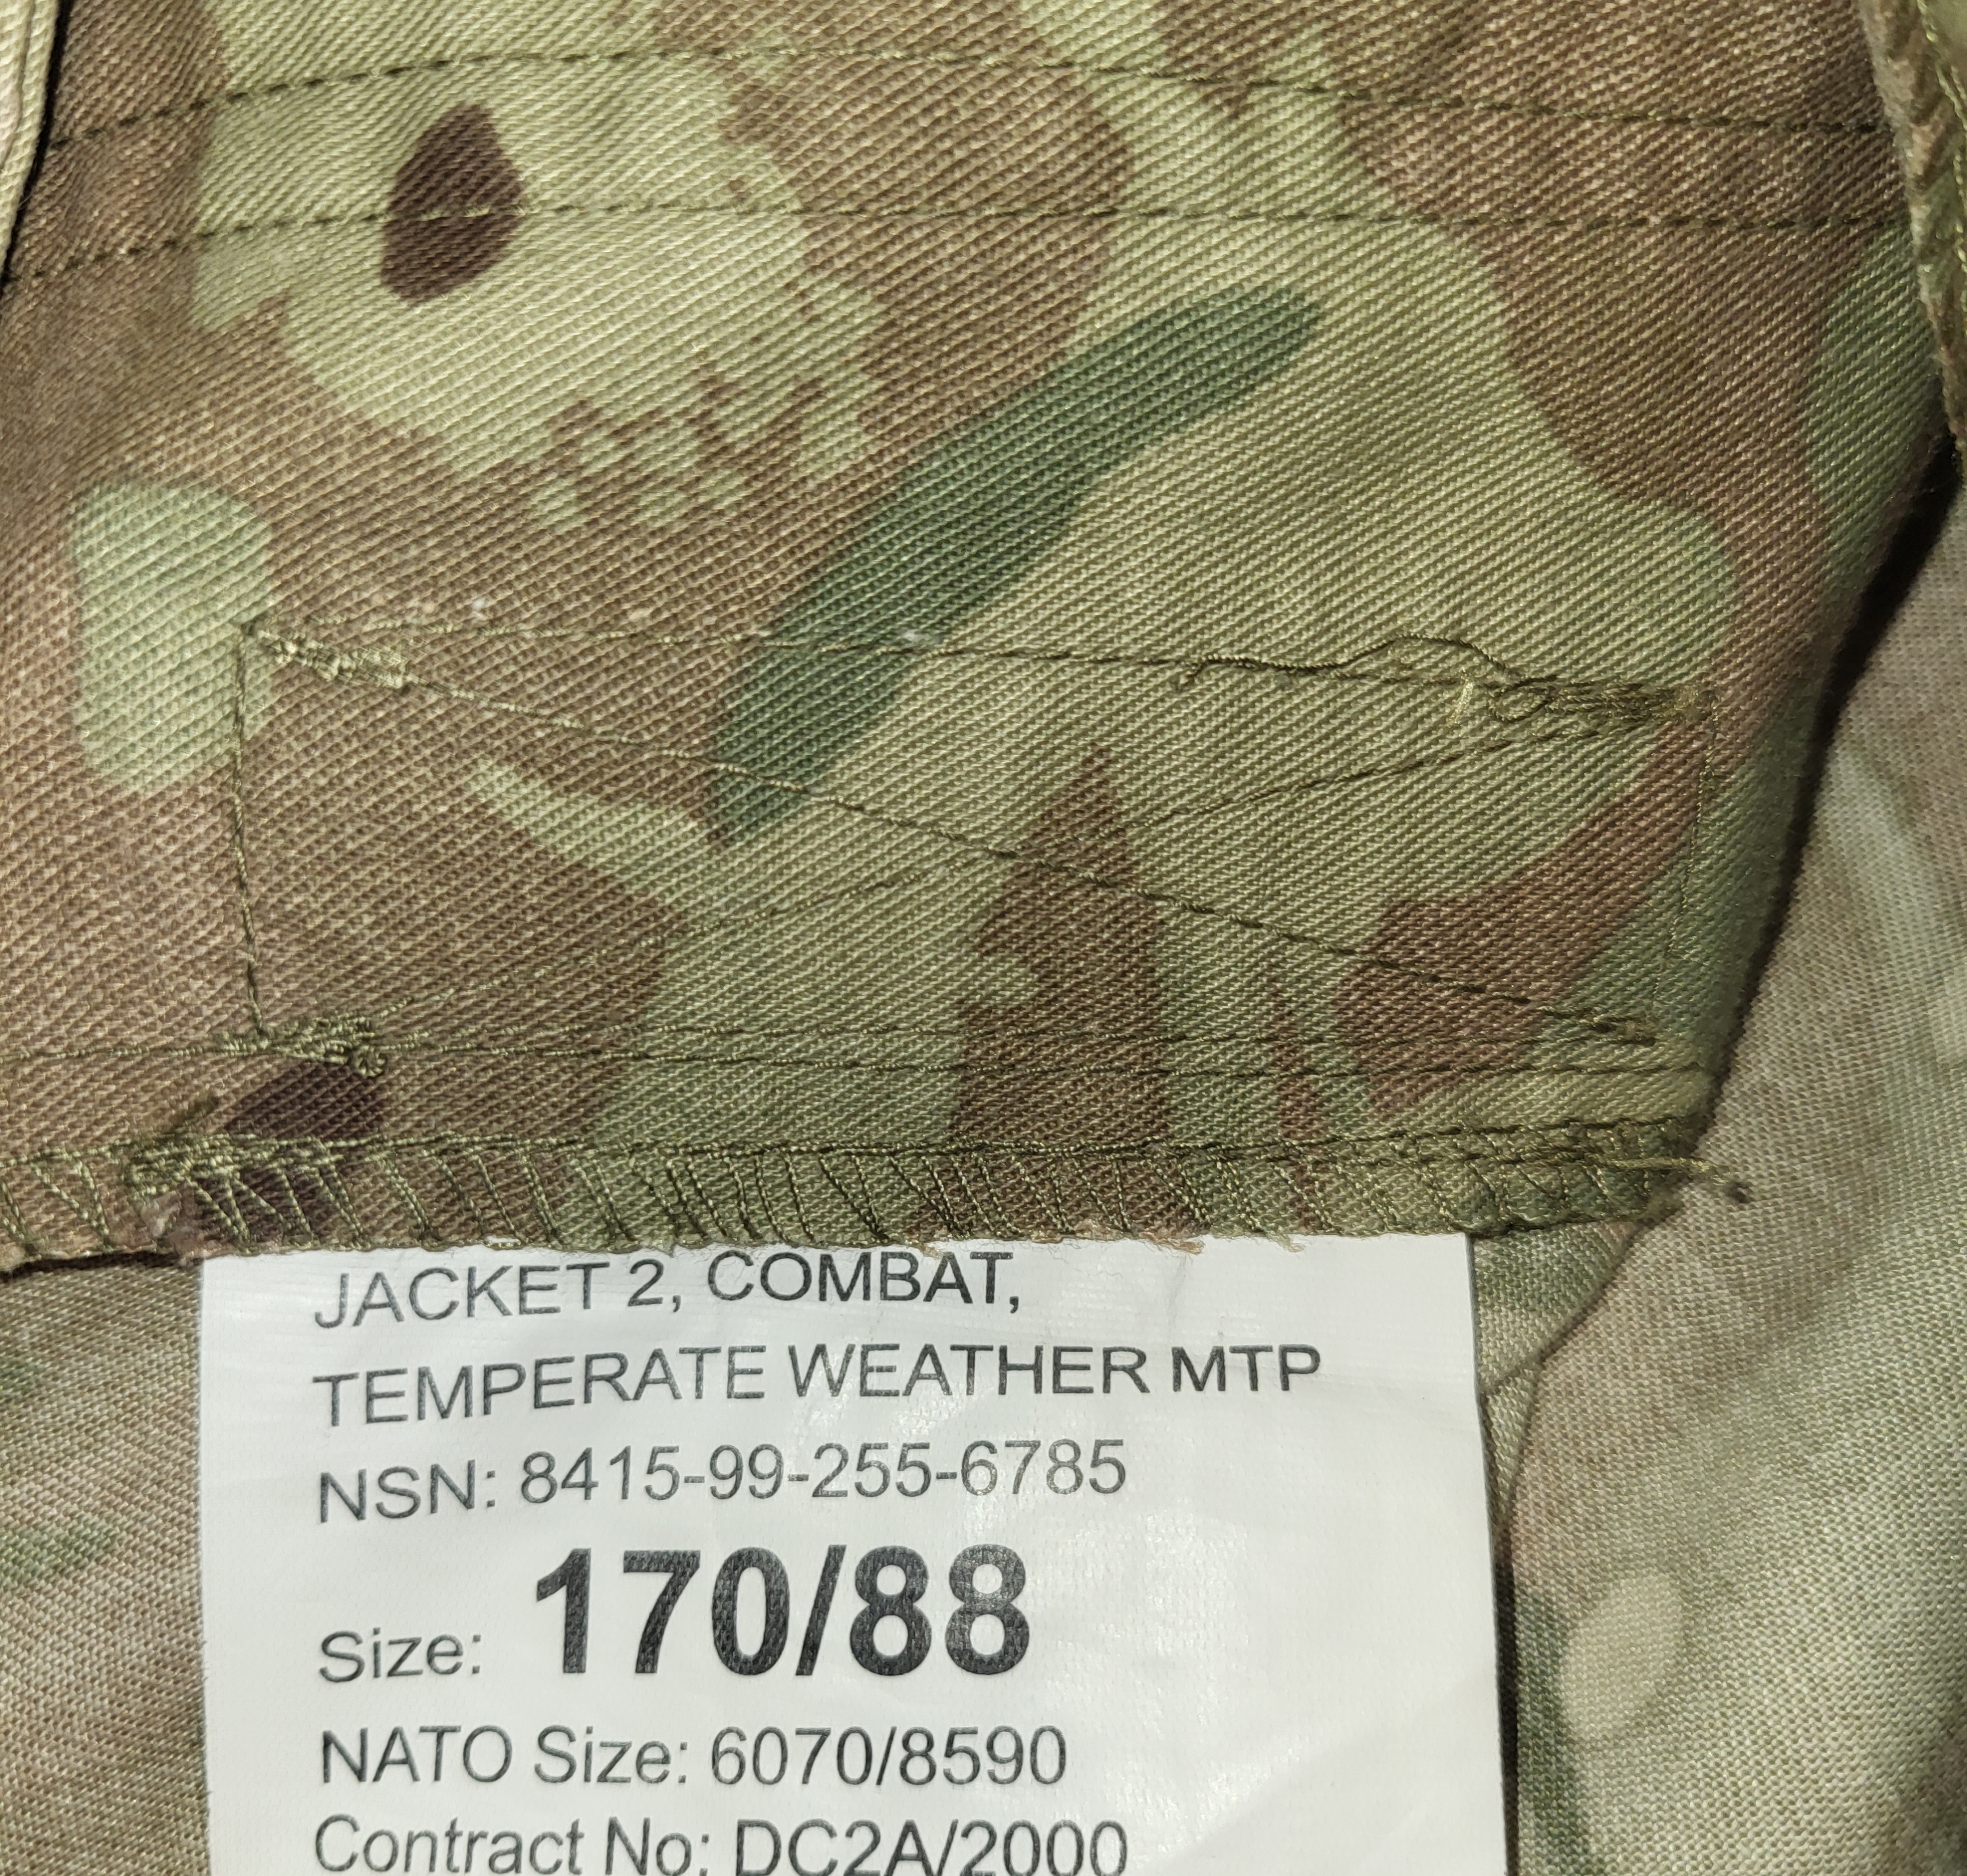 JACKET 2, COMBAT,
TEMPERATE WEATHER MTP
NSN: 8415-99-255-6785
Size: 170/88
NATO Size: 6070/8590
Contract No: DC2A/2000